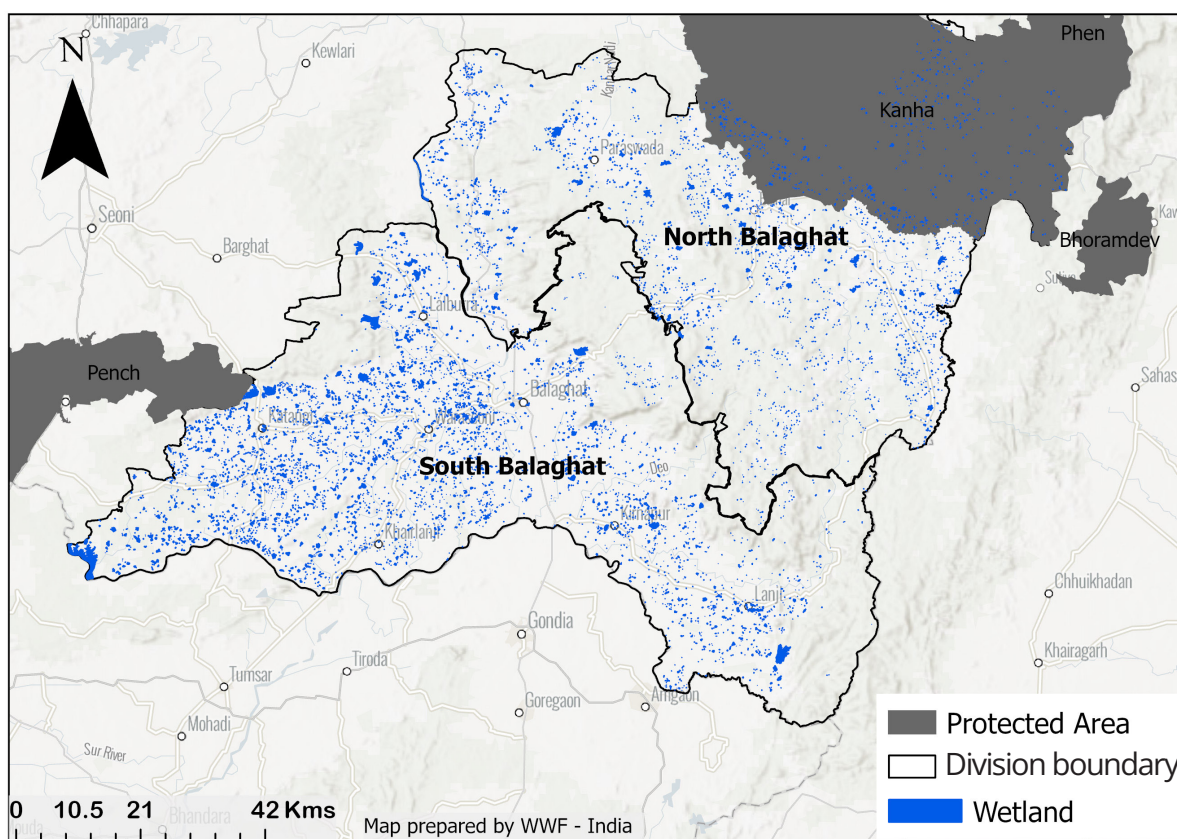 Chhapara
N
Kewlari
Phen
Kanha
Paraswada
Seoni
Barghat
North Balaghat
Bhoramdev
Lalburra
Pench
Balaghat
Sahas
Katangi
South Balaghat
Deo
Kirnapur
Khairlanji
Lanji
Chhuikhadan
Gondia
Khairagarh
Tiroda
Tumsar
Goregaon
Amgaon
Mohadi
Sur River
Bhandara
Protected Area
Division boundary
Wetland
0 10.5 21 42 Kms
Map prepared by WWF - India